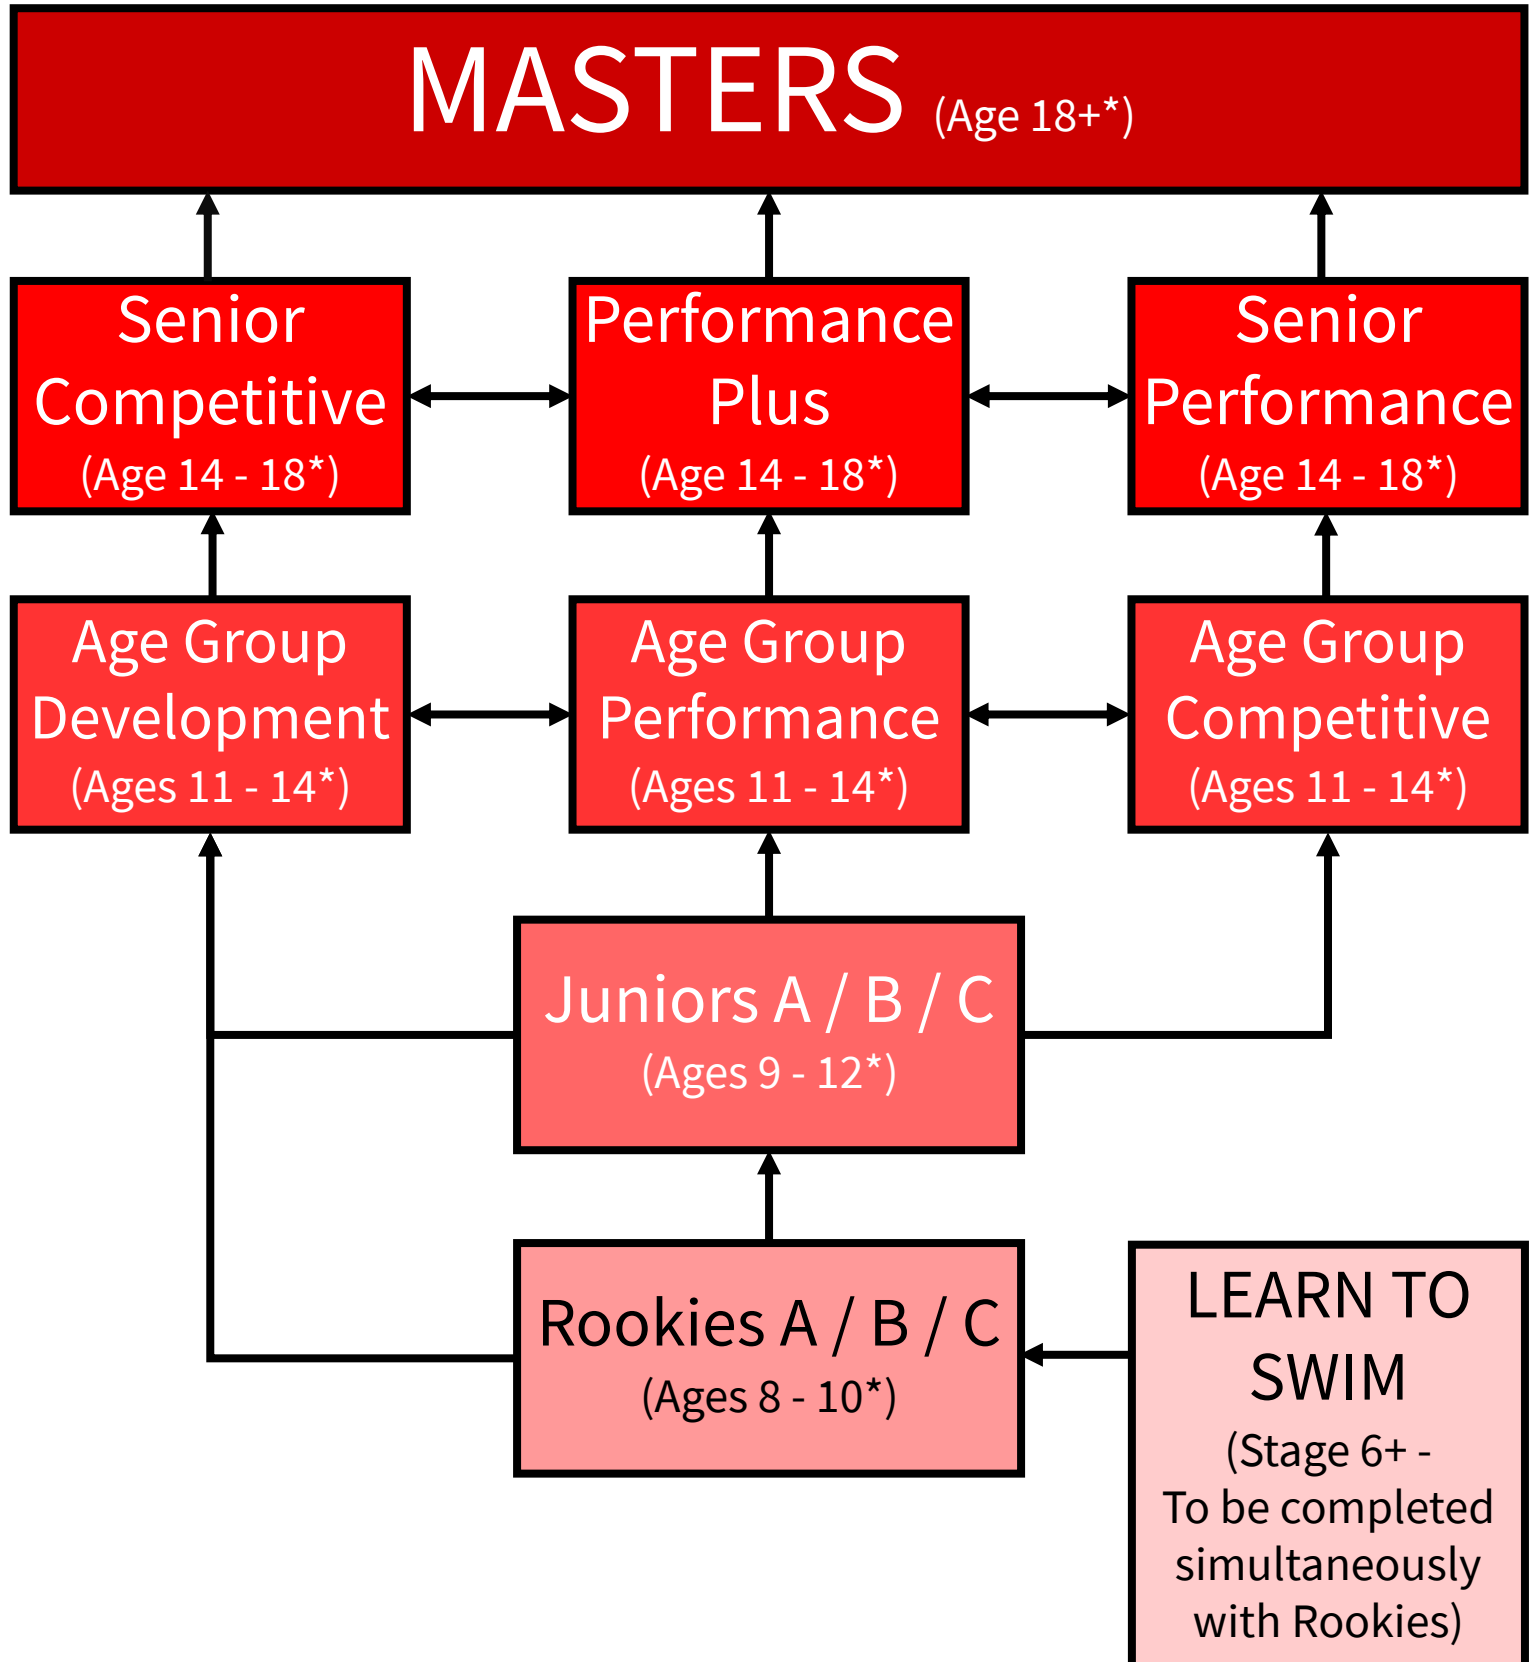 MASTERS (Age 18+*)
Senior
Competitive
(Age 14 - 18*)
Performance
Plus
(Age 14 - 18*)
Senior
Performance
(Age 14 - 18*)
Age Group
Development
(Ages 11 - 14*)
Age Group
Performance
(Ages 11 - 14*)
Age Group
Competitive
(Ages 11 - 14*)
Juniors A / B / C
(Ages 9 - 12*)
Rookies A / B / C
(Ages 8 - 10*)
LEARN TO
SWIM
(Stage 6+ -
To be completed
simultaneously
with Rookies)